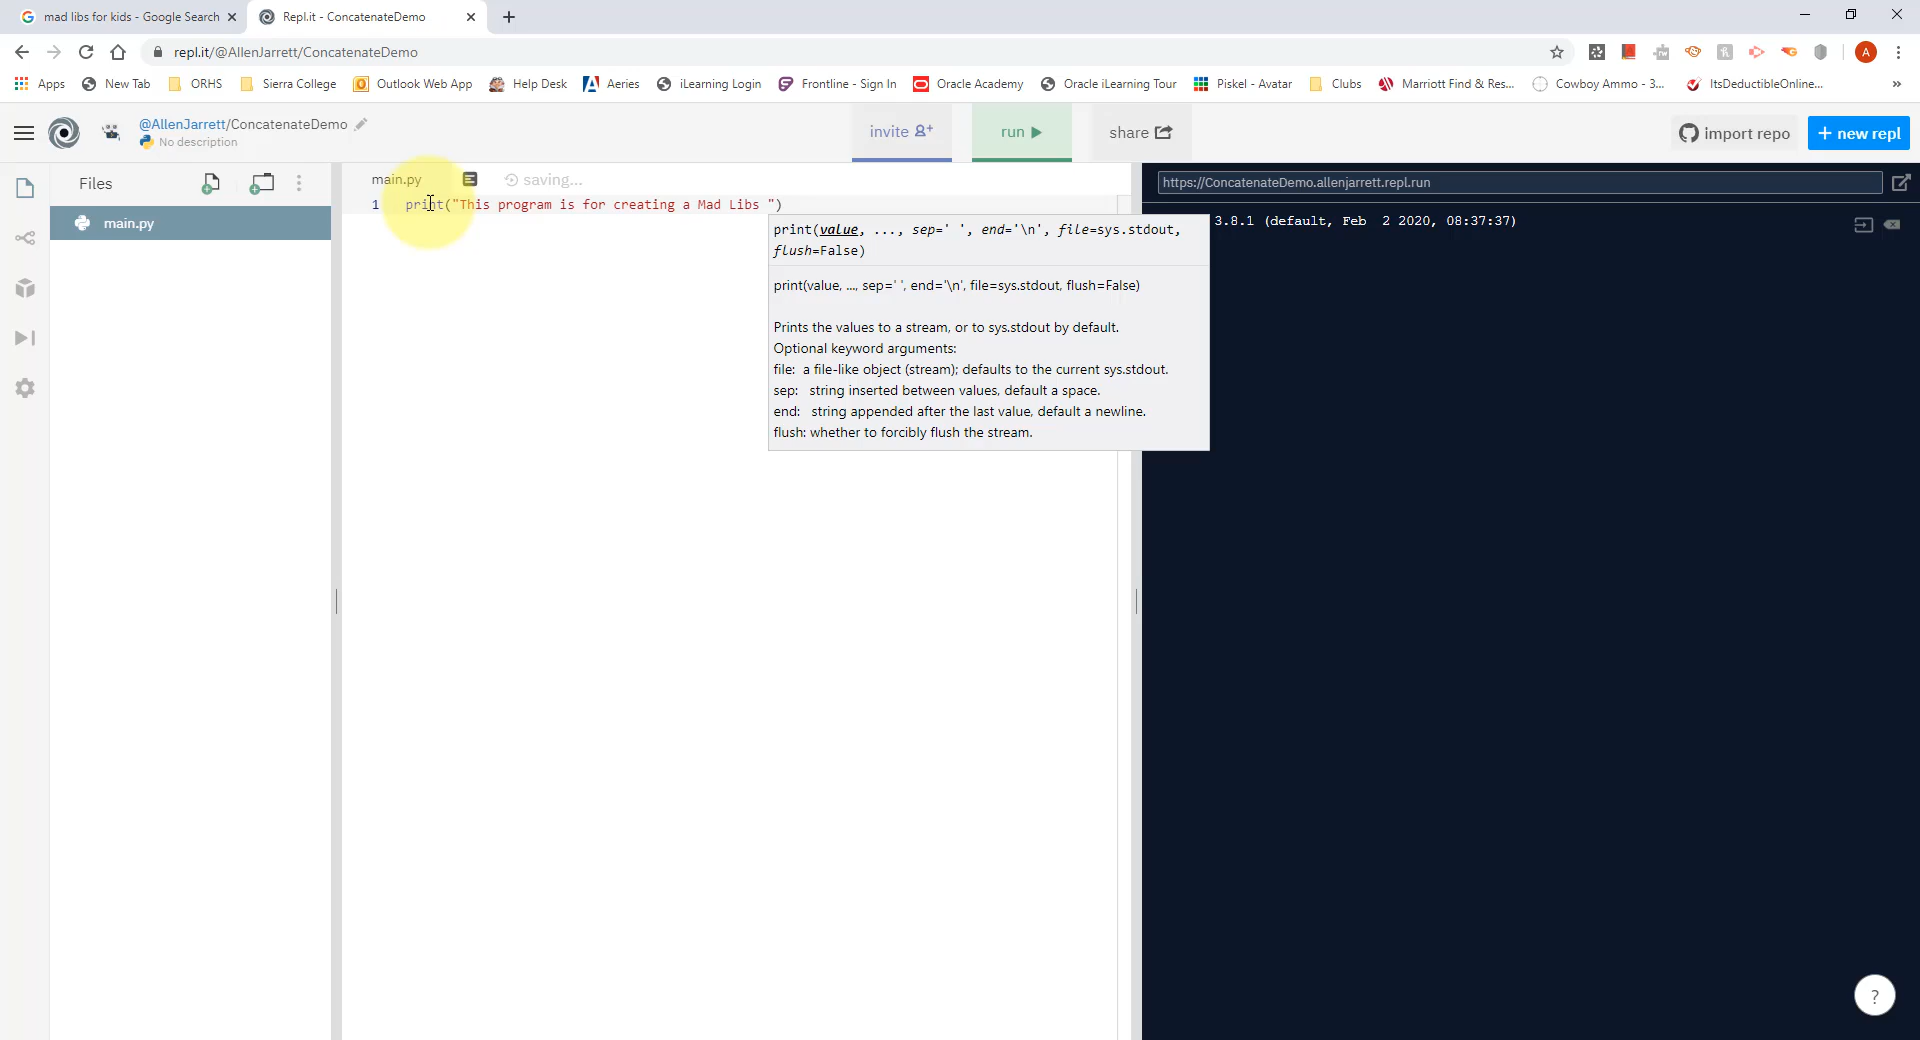 mad libs for kids - Google Search
Repl.it - ConcatenateDemo
repl.it/@AllenJarrett/ConcatenateDemo
A
Apps New Tab ORHS Sierra College Outlook Web App Help Desk Aeries iLearning Login Frontline - Sign In Oracle Academy Oracle iLearning Tour Piskel - Avatar Clubs Marriott Find & Res... Cowboy Ammo - 3... ItsDeductibleOnline... »
@AllenJarrett/ConcatenateDemo
No description
invite
run
share
import repo
+ new repl
Files
main.py
main.py
saving...
1 print("This program is for creating a Mad Libs ")
print(value, ..., sep=' ', end='\n', file=sys.stdout,
flush=False)
print(value, ..., sep=' ', end='\n', file=sys.stdout, flush=False)
Prints the values to a stream, or to sys.stdout by default.
Optional keyword arguments:
file: a file-like object (stream); defaults to the current sys.stdout.
sep: string inserted between values, default a space.
end: string appended after the last value, default a newline.
flush: whether to forcibly flush the stream.
https://ConcatenateDemo.allenjarrett.repl.run
3.8.1 (default, Feb 2 2020, 08:37:37)
?